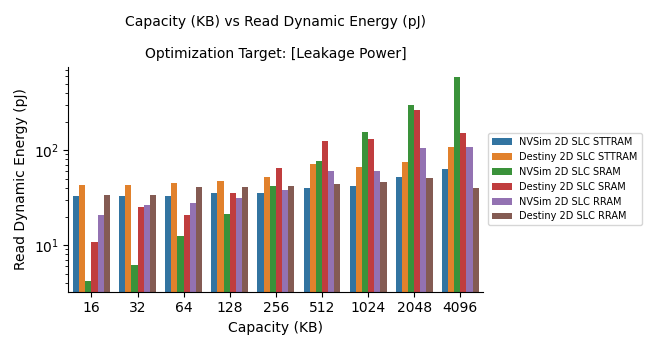 Capacity (KB) vs Read Dynamic Energy (pJ)
Optimization Target: [Leakage Power]
Read Dynamic Energy (pJ)
10²
10¹
16 32 64 128 256 512 1024 2048 4096
Capacity (KB)
NVSim 2D SLC STTRAM
Destiny 2D SLC STTRAM
NVSim 2D SLC SRAM
Destiny 2D SLC SRAM
NVSim 2D SLC RRAM
Destiny 2D SLC RRAM